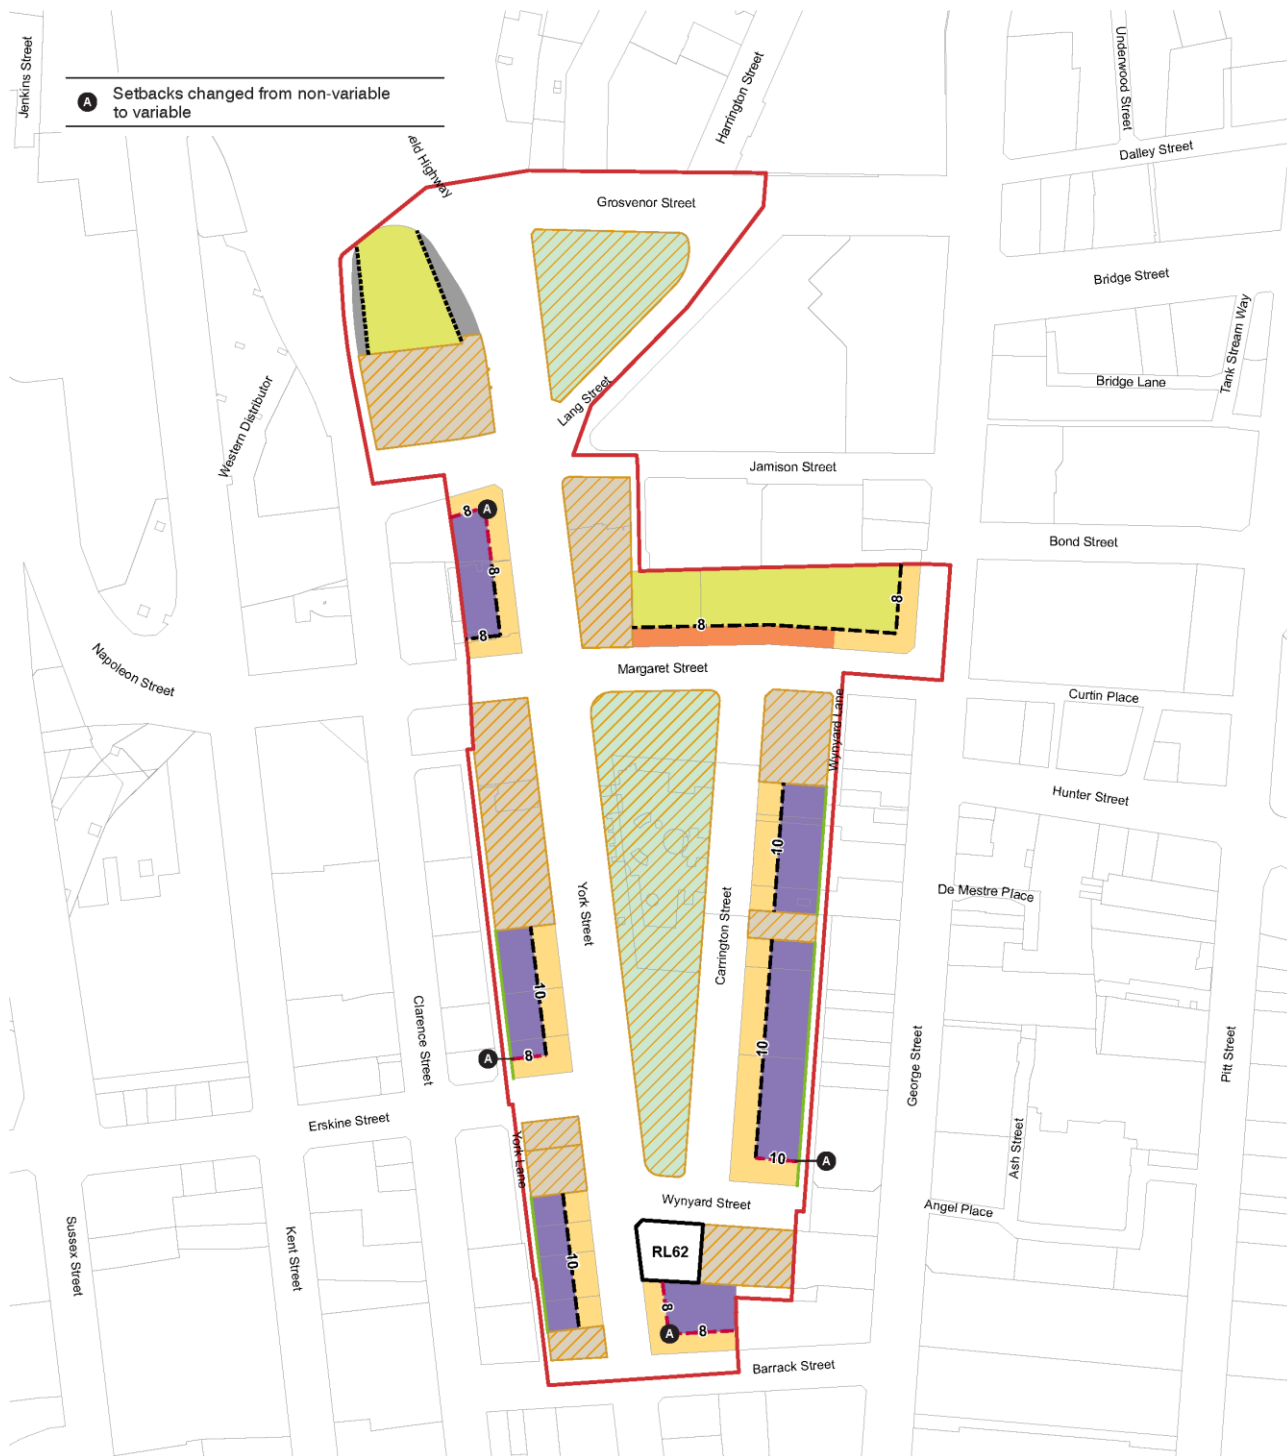 Jenkins Street
A
Setbacks changed from non-variable
to variable
Harrington Street
Underwood Street
Dalley Street
eld Highway
Grosvenor Street
Bridge Street
Tank Stream Way
Bridge Lane
Lang Street
Western Distributor
Jamison Street
8
A
Bond Street
8
8
8
8
Margaret Street
Napoleon Street
Curtin Place
Wynyard Lane
Hunter Street
10
De Mestre Place
York Street
Carrington Street
10
Clarence Street
10
A
8
George Street
Pitt Street
Erskine Street
York Lane
Ash Street
10
A
Wynyard Street
Angel Place
Sussex Street
Kent Street
RL62
10
8
A
8
Barrack Street